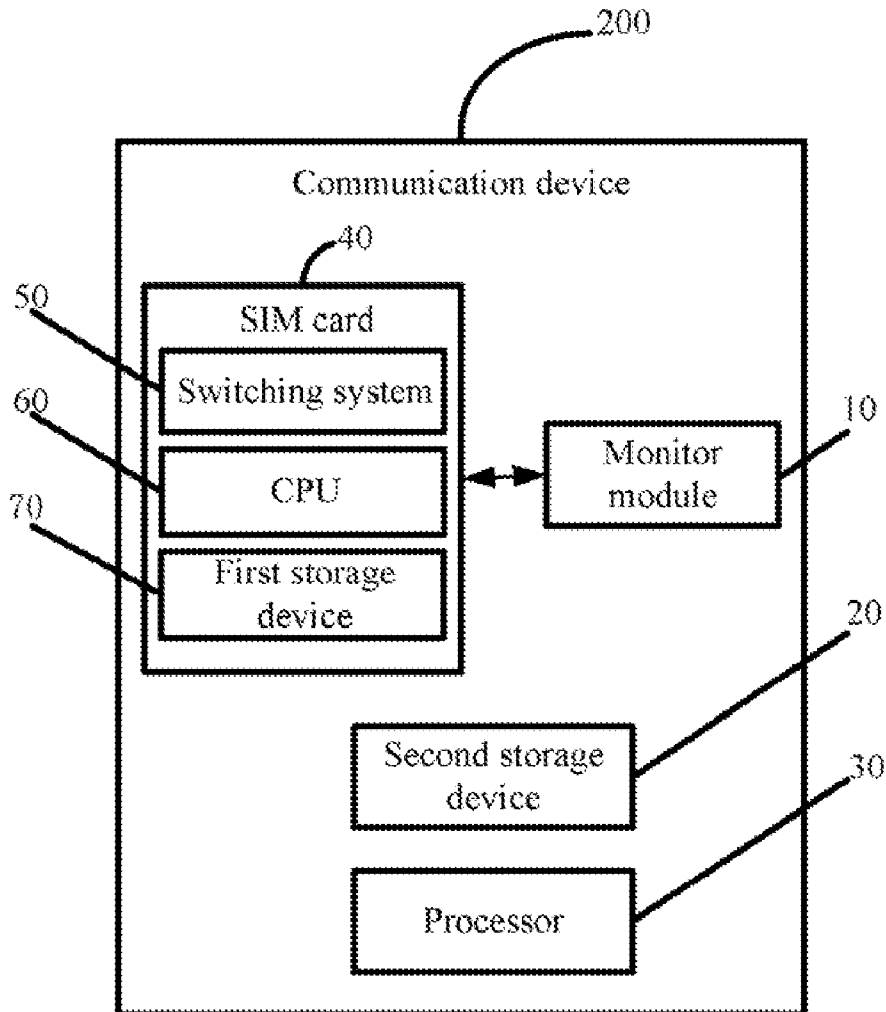 200
Communication device
40
50
SIM card
Switching system
60
10
CPU
Monitor
module
70
First storage
device
20
Second storage
device
30
Processor